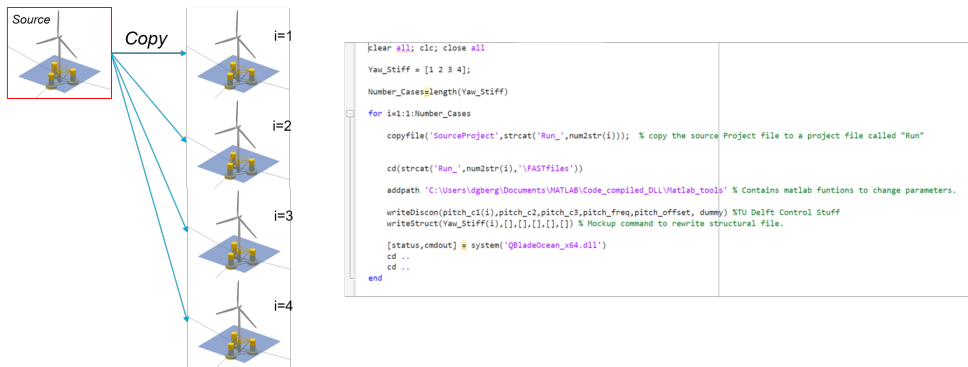 Source
Copy
i=1
i=2
i=3
i=4
clear all; clc; close all
Yaw_Stiff = [1 2 3 4];
Number_Cases=length(Yaw_Stiff)
for i=1:1:Number_Cases
copyfile('SourceProject',strcat('Run_',num2str(i))); % copy the source Project file to a project file called "Run"
cd(strcat('Run_',num2str(i),'\FASTfiles'))
addpath 'C:\Users\dgberg\Documents\MATLAB\Code_compiled_DLL\Matlab_tools' % Contains matlab funtions to change parameters.
writeDiscon(pitch_c1(i),pitch_c2,pitch_c3,pitch_freq,pitch_offset, dummy) %TU Delft Control Stuff
writeStruct(Yaw_Stiff(i),[],[],[],[],[]) % Mockup command to rewrite structural file.
[status,cmdout] = system('QBladeOcean_x64.dll')
cd ..
cd ..
end